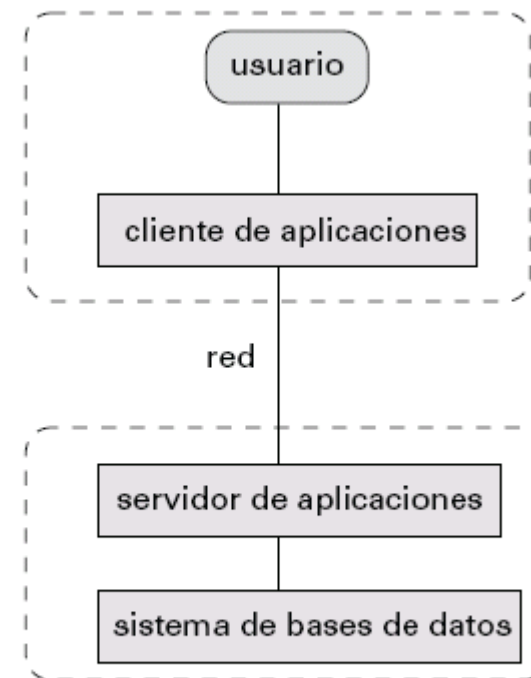 usuario
cliente de aplicaciones
red
servidor de aplicaciones
sistema de bases de datos